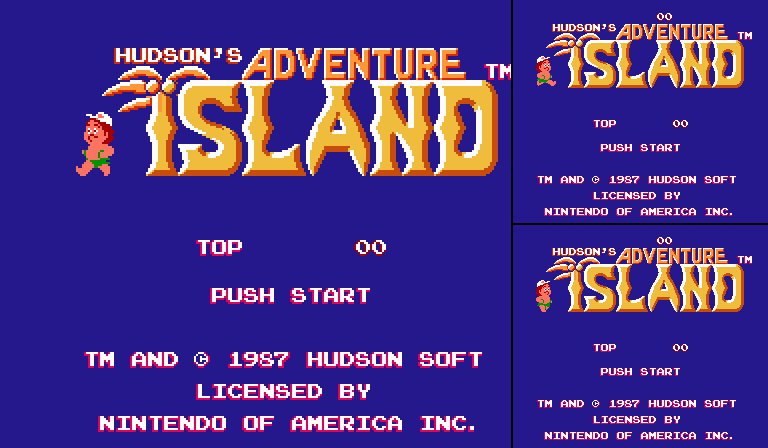 HUDSON'S ADVENTURE
ISLAND TM
TOP 00
PUSH START
TM AND © 1987 HUDSON SOFT
LICENSED BY
NINTENDO OF AMERICA INC.
00
HUDSON'S ADVENTURE
ISLAND TM
TOP 00
PUSH START
TM AND © 1987 HUDSON SOFT
LICENSED BY
NINTENDO OF AMERICA INC.
00
HUDSON'S ADVENTURE
ISLAND TM
TOP 00
PUSH START
TM AND © 1987 HUDSON SOFT
LICENSED BY
NINTENDO OF AMERICA INC.